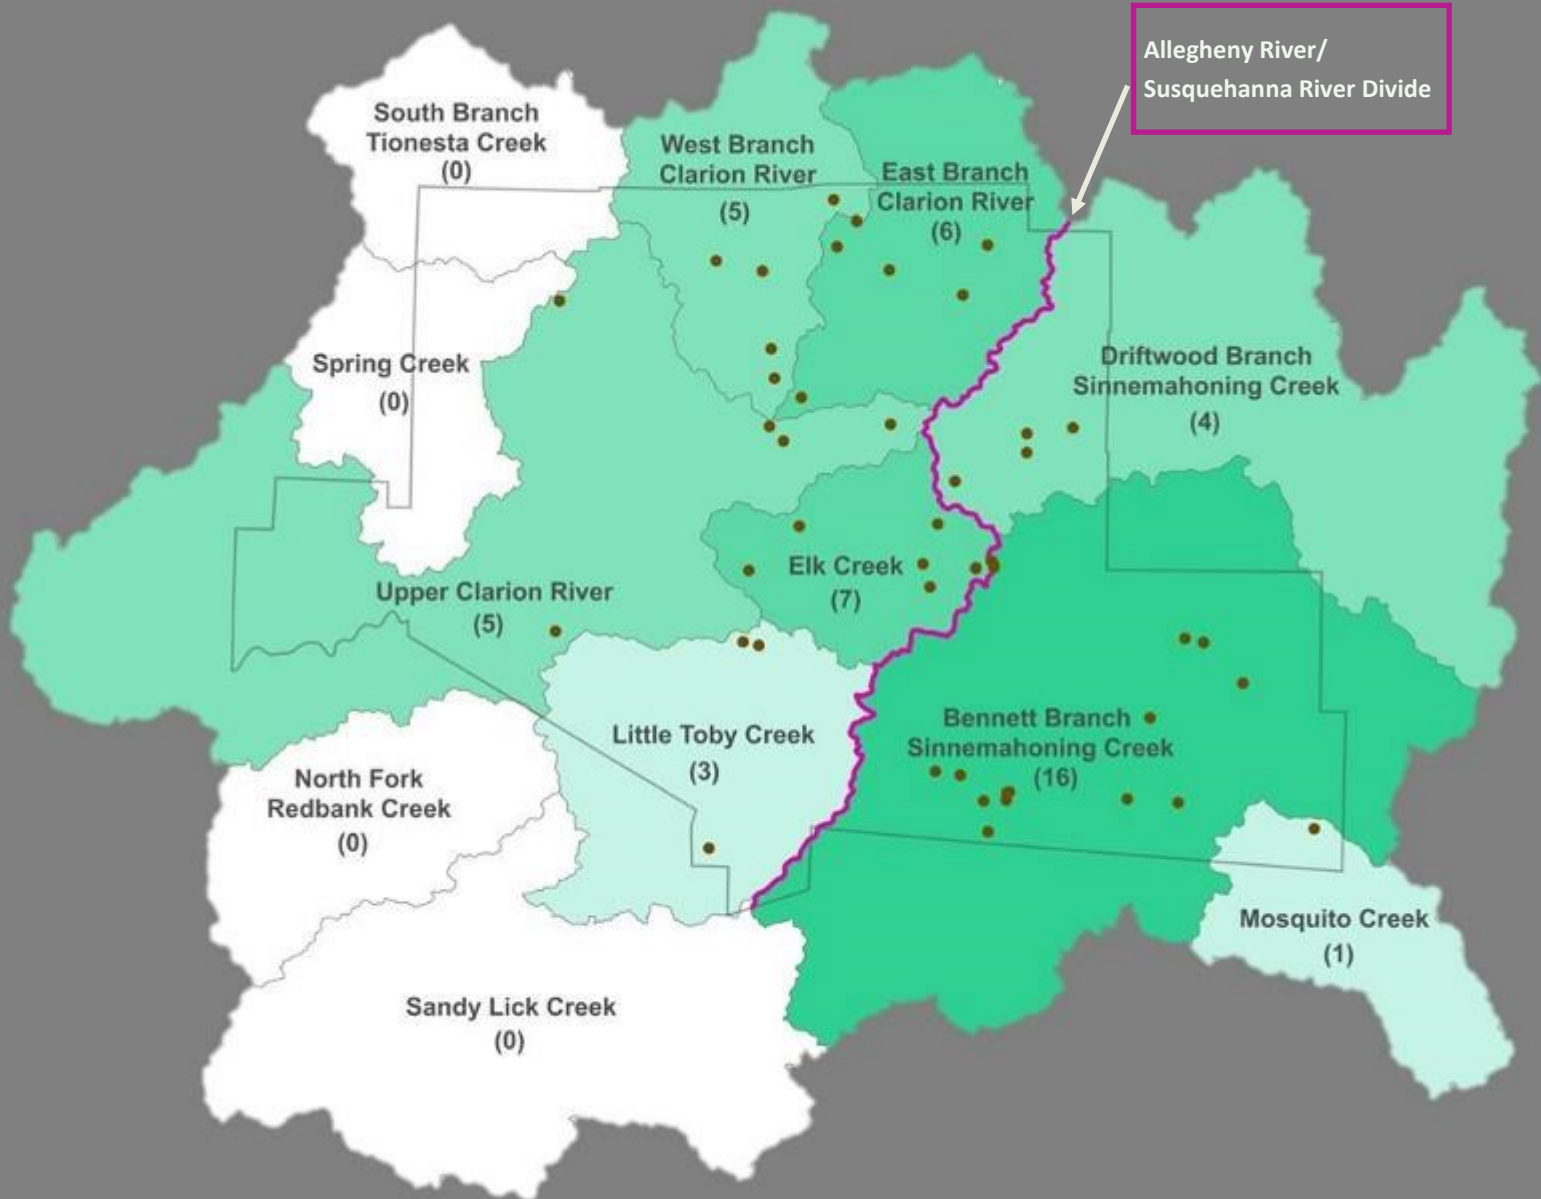 Allegheny River/
Susquehanna River Divide
South Branch
Tionesta Creek
(0)
West Branch
Clarion River
(5)
East Branch
Clarion River
(6)
Spring Creek
(0)
Driftwood Branch
Sinnemahoning Creek
(4)
Upper Clarion River
(5)
Elk Creek
(7)
Little Toby Creek
(3)
Bennett Branch
Sinnemahoning Creek
(16)
North Fork
Redbank Creek
(0)
Mosquito Creek
(1)
Sandy Lick Creek
(0)